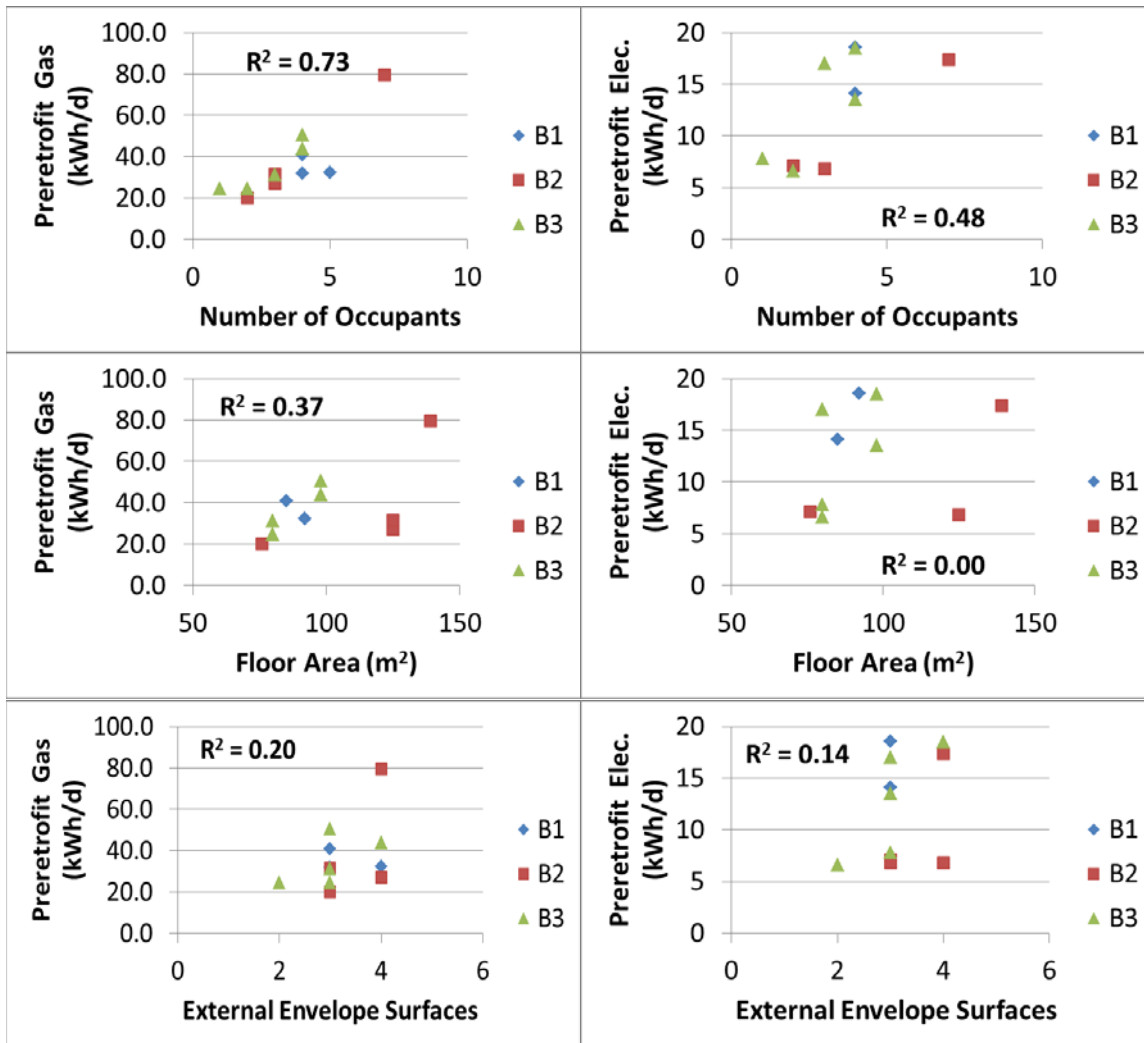 100.0
80.0
60.0
40.0
20.0
0.0
Preretrofit Gas
(kWh/d)
R² = 0.73
0 5 10
Number of Occupants
B1
B2
B3
20
15
10
5
0
Preretrofit Elec.
(kWh/d)
R² = 0.48
0 5 10
Number of Occupants
B1
B2
B3
100.0
80.0
60.0
40.0
20.0
0.0
Preretrofit Gas
(kWh/d)
R² = 0.37
50 100 150
Floor Area (m²)
B1
B2
B3
20
15
10
5
0
Preretrofit Elec.
(kWh/d)
R² = 0.00
50 100 150
Floor Area (m²)
B1
B2
B3
100.0
80.0
60.0
40.0
20.0
0.0
Preretrofit Gas
(kWh/d)
R² = 0.20
0 2 4 6
External Envelope Surfaces
B1
B2
B3
20
15
10
5
0
Preretrofit Elec.
(kWh/d)
R² = 0.14
0 2 4 6
External Envelope Surfaces
B1
B2
B3